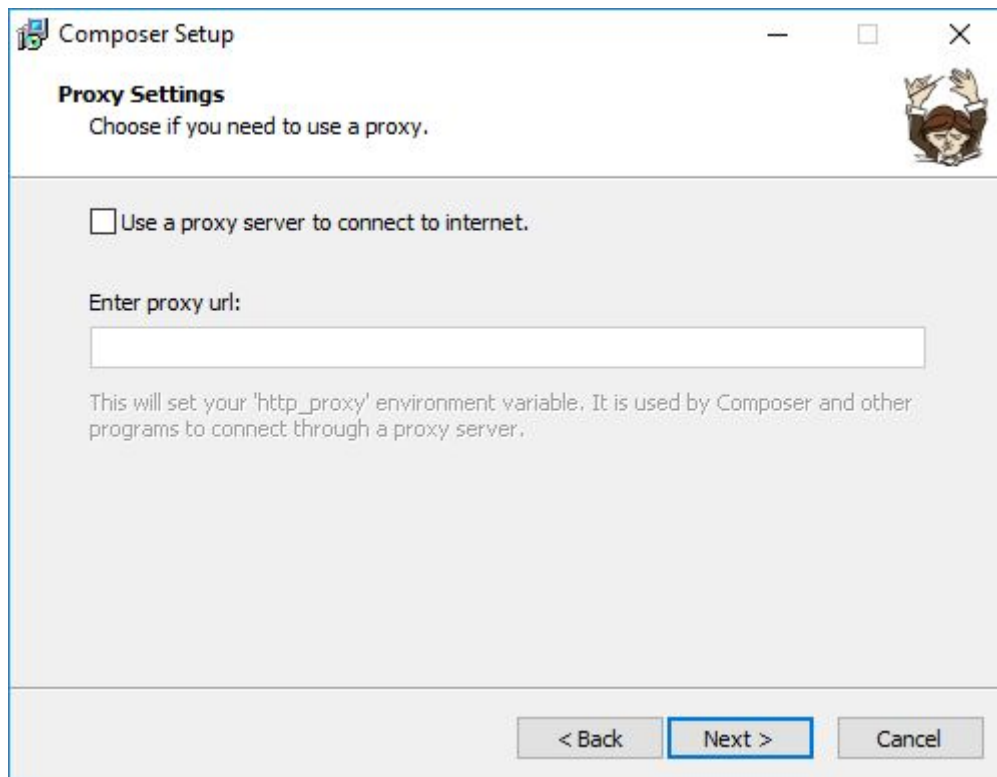 Composer Setup
Proxy Settings
Choose if you need to use a proxy.
Use a proxy server to connect to internet.
Enter proxy url:
This will set your 'http_proxy' environment variable. It is used by Composer and other
programs to connect through a proxy server.
< Back Next > Cancel